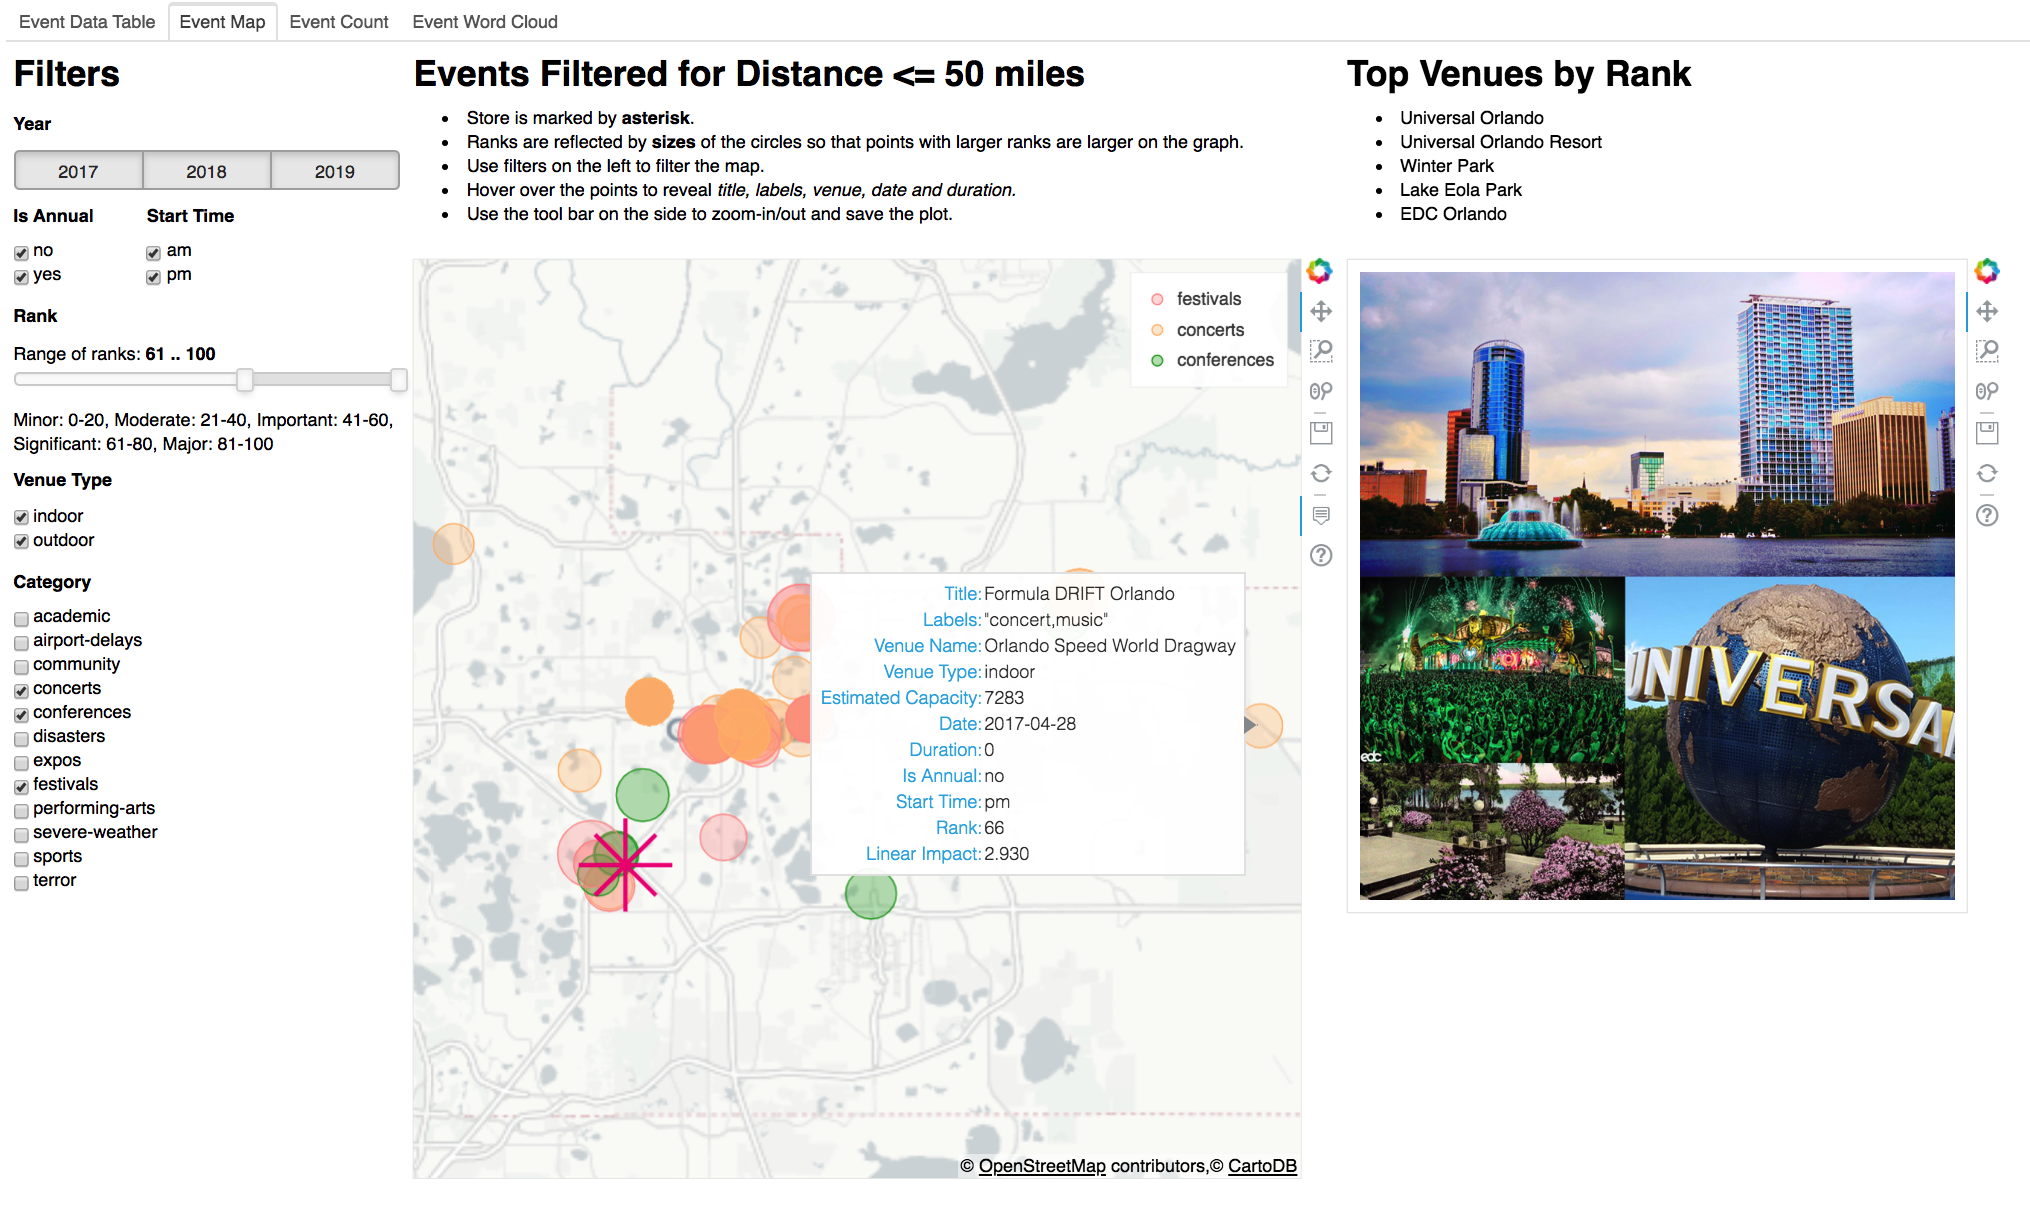 Event Data Table
Event Map
Event Count
Event Word Cloud
Filters
Year
2017
2018
2019
Is Annual
Start Time
no
am
yes
pm
Rank
Range of ranks: 61 .. 100
Minor: 0-20, Moderate: 21-40, Important: 41-60,
Significant: 61-80, Major: 81-100
Venue Type
indoor
outdoor
Category
academic
airport-delays
community
concerts
conferences
disasters
expos
festivals
performing-arts
severe-weather
sports
terror
Events Filtered for Distance <= 50 miles
Store is marked by asterisk.
Ranks are reflected by sizes of the circles so that points with larger ranks are larger on the graph.
Use filters on the left to filter the map.
Hover over the points to reveal title, labels, venue, date and duration.
Use the tool bar on the side to zoom-in/out and save the plot.
festivals
concerts
conferences
Title: Formula DRIFT Orlando
Labels: "concert,music"
Venue Name: Orlando Speed World Dragway
Venue Type: indoor
Estimated Capacity: 7283
Date: 2017-04-28
Duration: 0
Is Annual: no
Start Time: pm
Rank: 66
Linear Impact: 2.930
© OpenStreetMap contributors,© CartoDB
Top Venues by Rank
Universal Orlando
Universal Orlando Resort
Winter Park
Lake Eola Park
EDC Orlando
edc
UNIVERSA